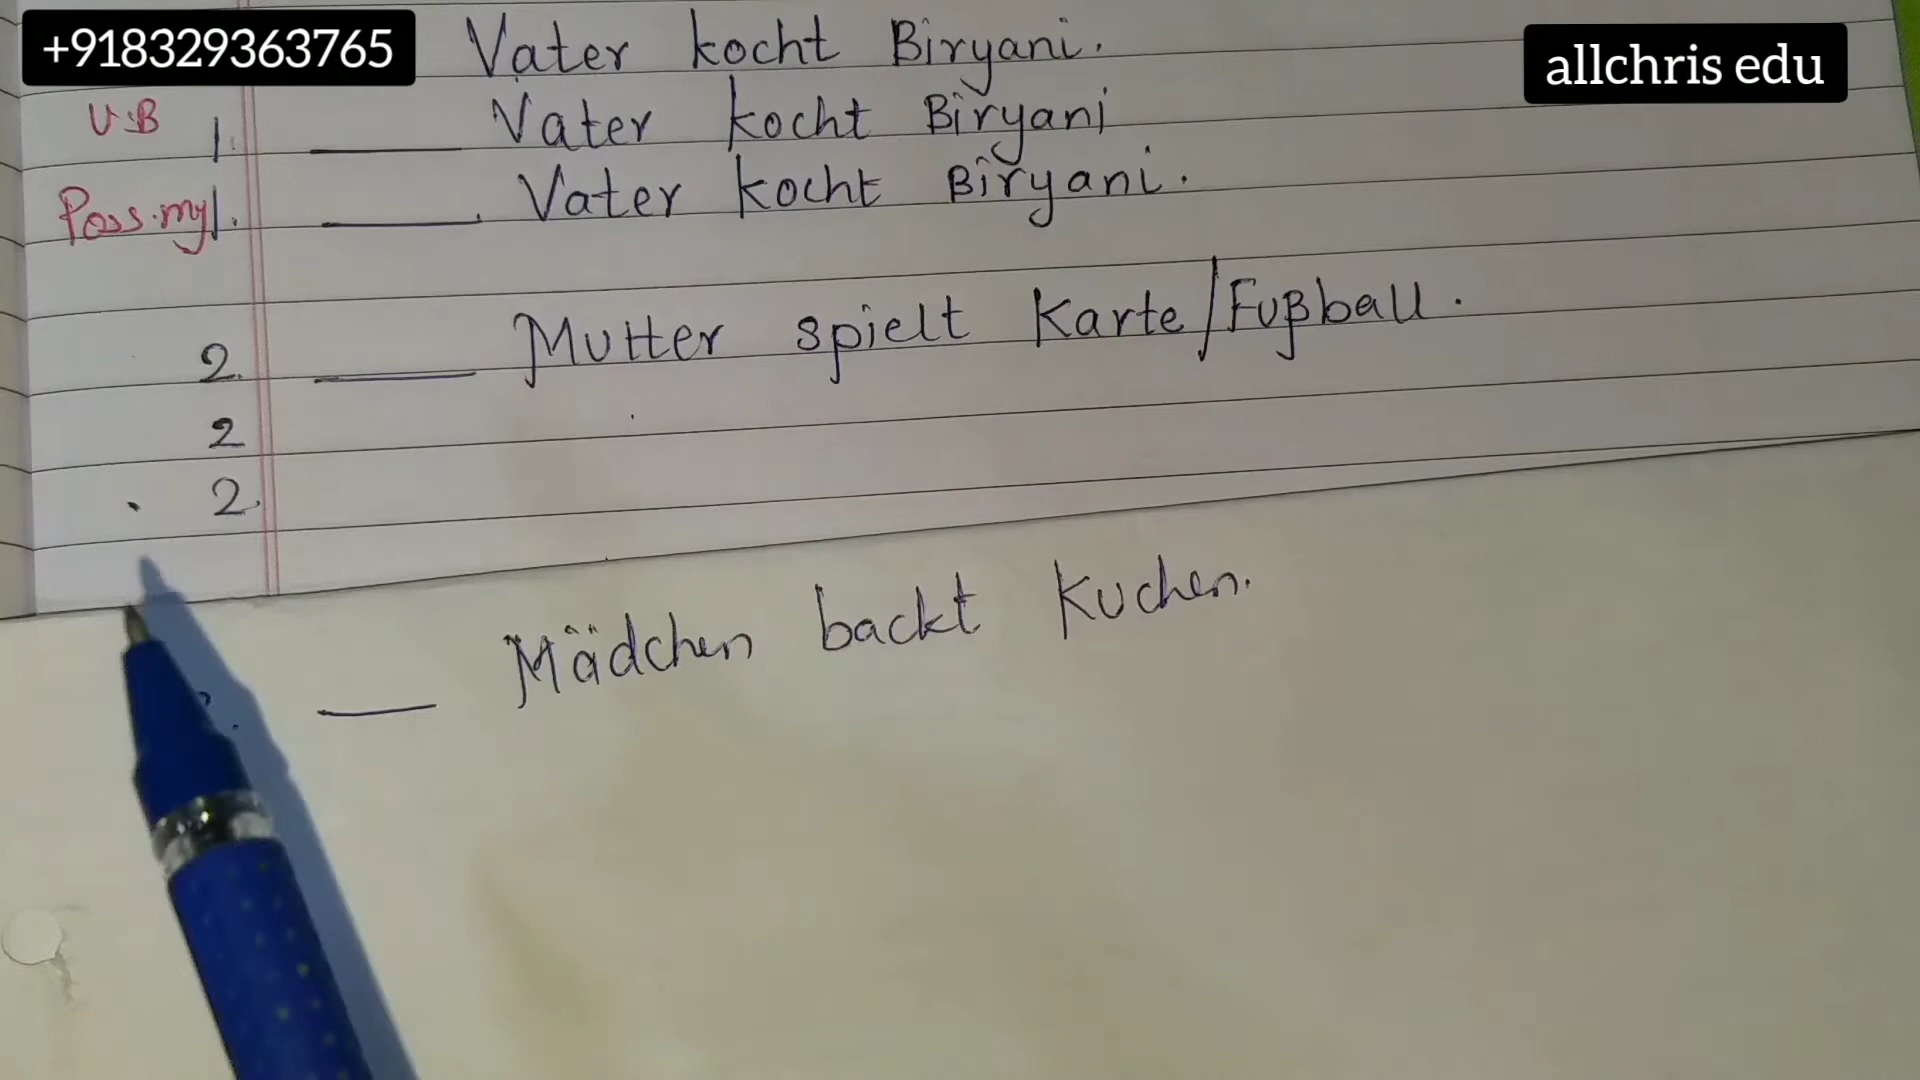 +918329363765
allchris edu
Vater kocht Biryani.
U.B 1. ____ Vater kocht Biryani
Poss.my 1. ____ Vater kocht Biryani.
2. ____ Mutter spielt Karte/Fußball.
2
2.
__ Mädchen backt Kuchen.